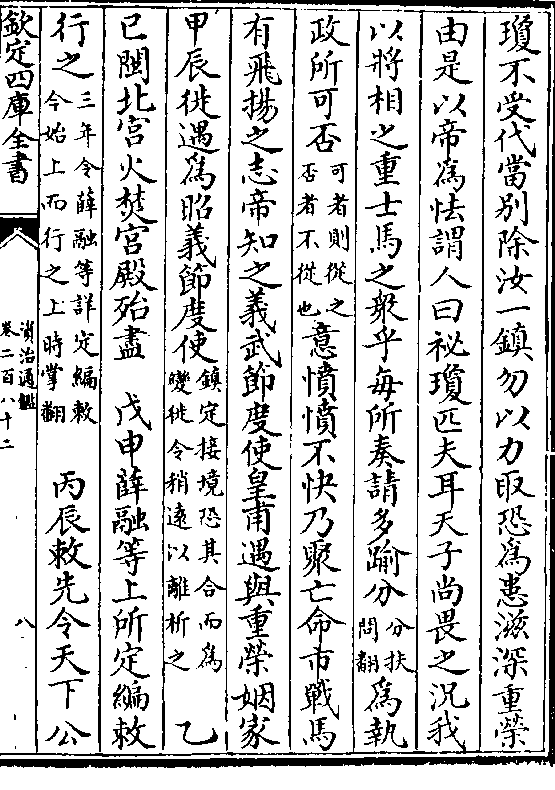 瓊不受代當别除汝一鎮勿以力取恐爲患滋深重榮
由是以帝爲怯謂人曰祕瓊匹夫耳天子尚畏之況我
以將相之重士馬之衆乎每所奏請多踰分分扶問翻爲執
政所可否可者則從之否者不從也意憤憤不快乃聚亡命市戰馬
有飛揚之志帝知之義武節度使皇甫遇與重榮姻家
甲辰徙遇爲昭義節度使鎮定接境恐其合而爲變徙令稍遠以離析之乙
巳閩北宫火焚宫殿殆盡 戊申薛融等上所定編敕
行之三年令薛融等詳定編敕今始上而行之上時掌翻 丙辰敕先令天下公
欽定四庫全書
資治通鑑
卷二百八十二
八